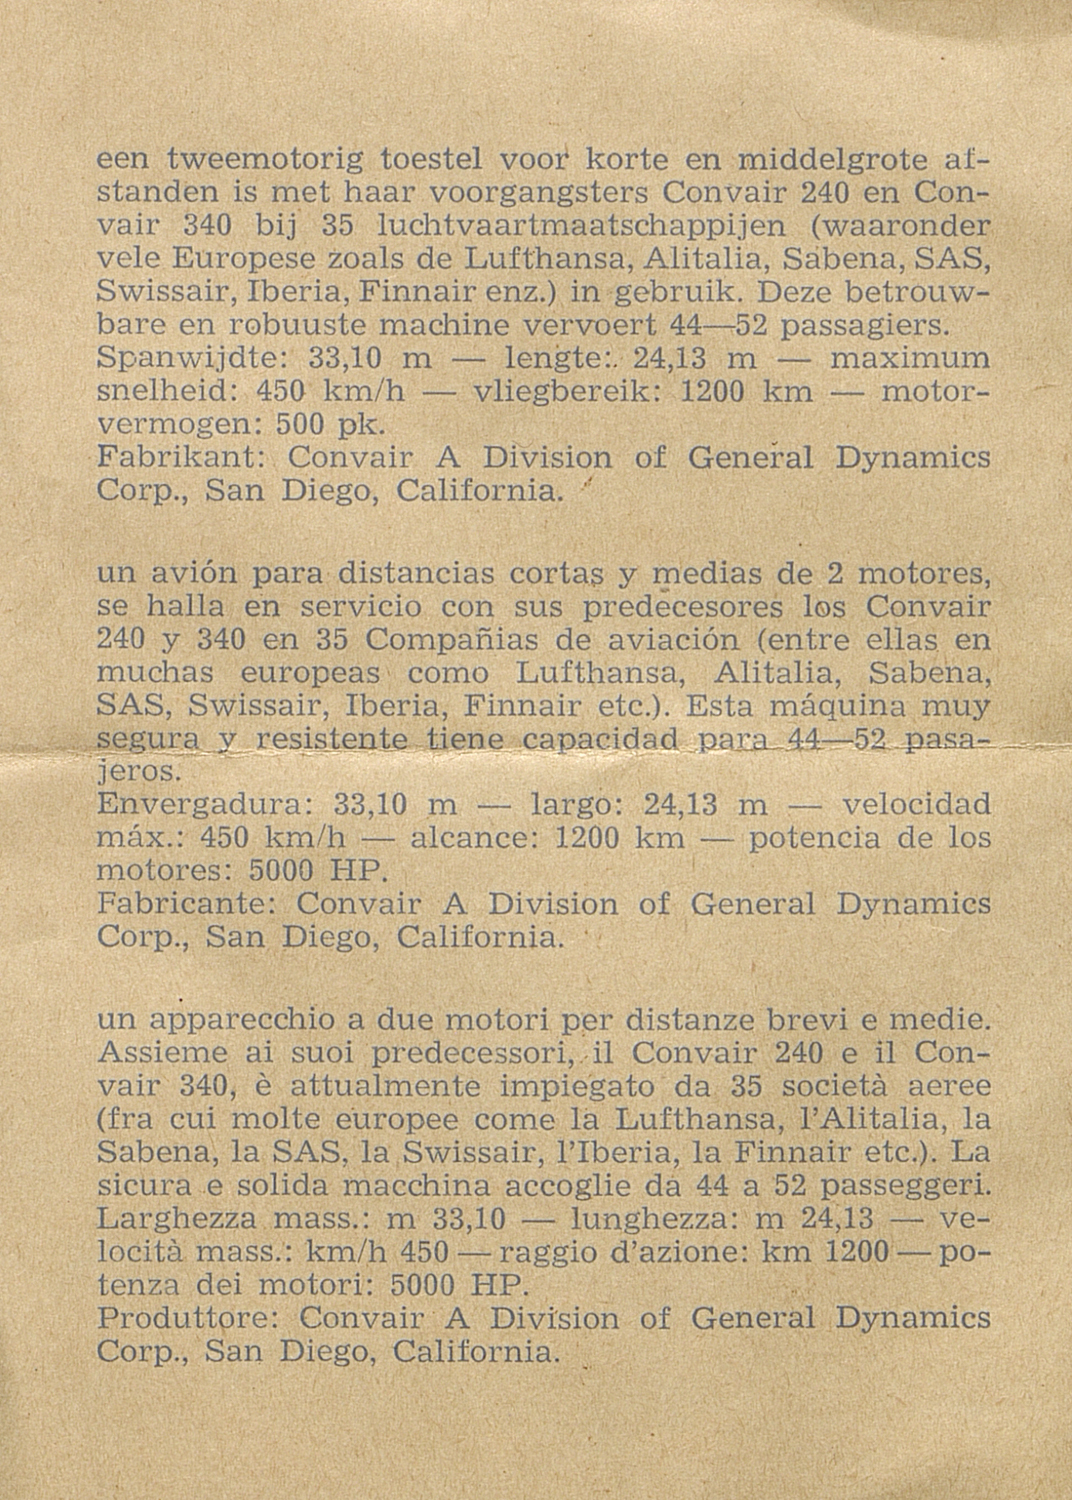 een tweemotorig toestel voor korte en middelgrote af-
standen is met haar voorgangsters Convair 240 en Con-
vair 340 bij 35 luchtvaartmaatschappijen (waaronder
vele Europese zoals de Lufthansa, Alitalia, Sabena, SAS,
Swissair, Iberia, Finnair enz.) in gebruik. Deze betrouw-
bare en robuuste machine vervoert 44—52 passagiers.
Spanwijdte: 33,10 m — lengte: 24,13 m — maximum
snelheid: 450 km/h — vliegbereik: 1200 km — motor-
vermogen: 500 pk.
Fabrikant: Convair A Division of General Dynamics
Corp., San Diego, California.
un avión para distancias cortas y medias de 2 motores,
se halla en servicio con sus predecesores los Convair
240 y 340 en 35 Compañias de aviación (entre ellas en
muchas europeas como Lufthansa, Alitalia, Sabena,
SAS, Swissair, Iberia, Finnair etc.). Esta máquina muy
segura y resistente tiene capacidad para 44—52 pasa-
jeros.
Envergadura: 33,10 m — largo: 24,13 m — velocidad
máx.: 450 km/h — alcance: 1200 km — potencia de los
motores: 5000 HP.
Fabricante: Convair A Division of General Dynamics
Corp., San Diego, California.
un apparecchio a due motori per distanze brevi e medie.
Assieme ai suoi predecessori, il Convair 240 e il Con-
vair 340, è attualmente impiegato da 35 società aeree
(fra cui molte europee come la Lufthansa, l'Alitalia, la
Sabena, la SAS, la Swissair, l'Iberia, la Finnair etc.). La
sicura e solida macchina accoglie da 44 a 52 passeggeri.
Larghezza mass.: m 33,10 — lunghezza: m 24,13 — ve-
locità mass.: km/h 450 — raggio d'azione: km 1200 — po-
tenza dei motori: 5000 HP.
Produttore: Convair A Division of General Dynamics
Corp., San Diego, California.